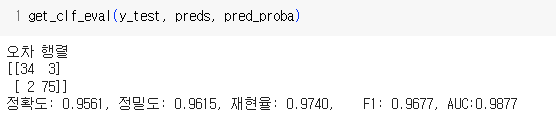 1 get_clf_eval(y_test, preds, pred_proba)
오차 행렬
[[34  3]
 [ 2 75]]
정확도: 0.9561, 정밀도: 0.9615, 재현율: 0.9740,    F1: 0.9677, AUC:0.9877